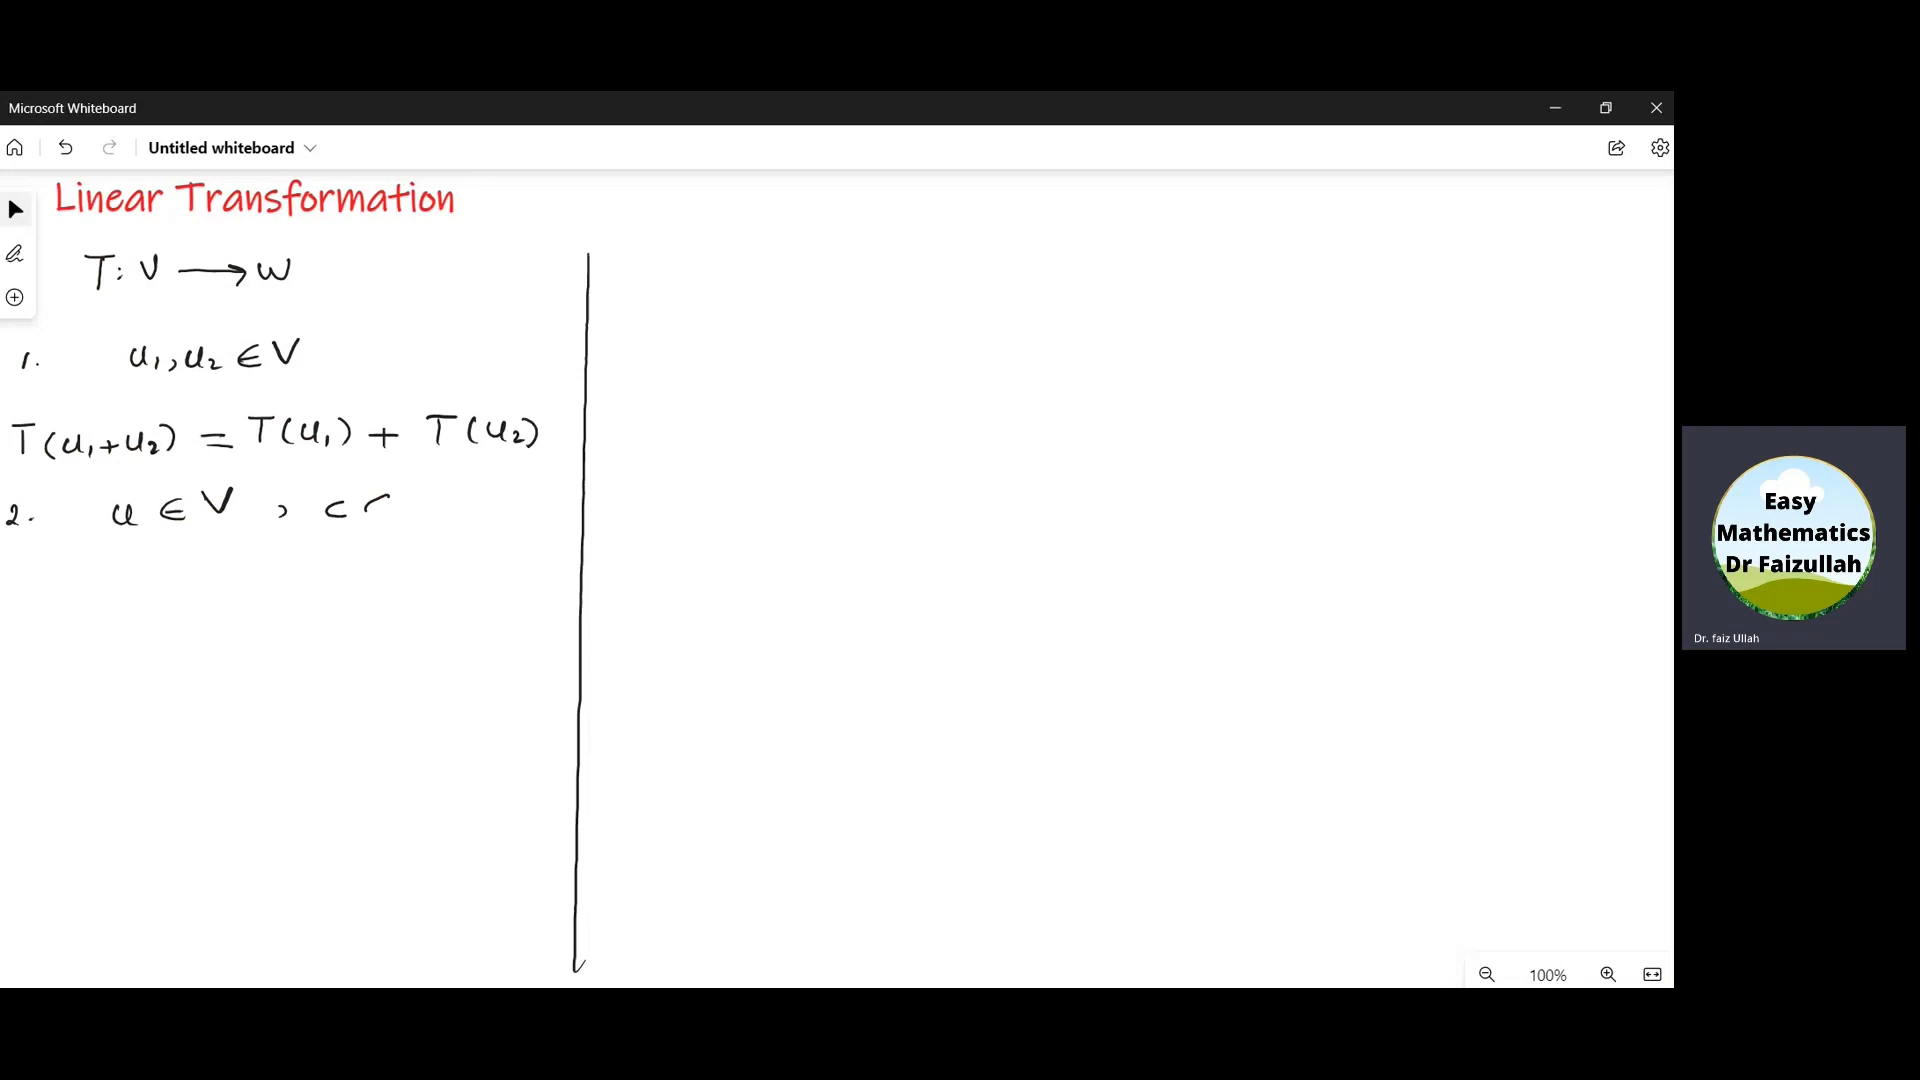 Microsoft Whiteboard
Untitled whiteboard
Linear Transformation
T: V ⟶ W
1. u₁, u₂ ∈ V
T(u₁+u₂) = T(u₁) + T(u₂)
2. u ∈ V , c
Easy
Mathematics
Dr Faizullah
Dr. faiz Ullah
100%